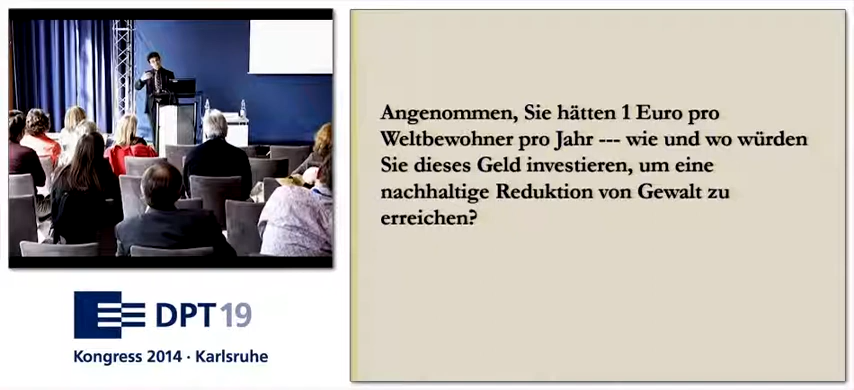 Angenommen, Sie hätten 1 Euro pro
Weltbewohner pro Jahr --- wie und wo würden
Sie dieses Geld investieren, um eine
nachhaltige Reduktion von Gewalt zu
erreichen?
DPT 19
Kongress 2014 · Karlsruhe